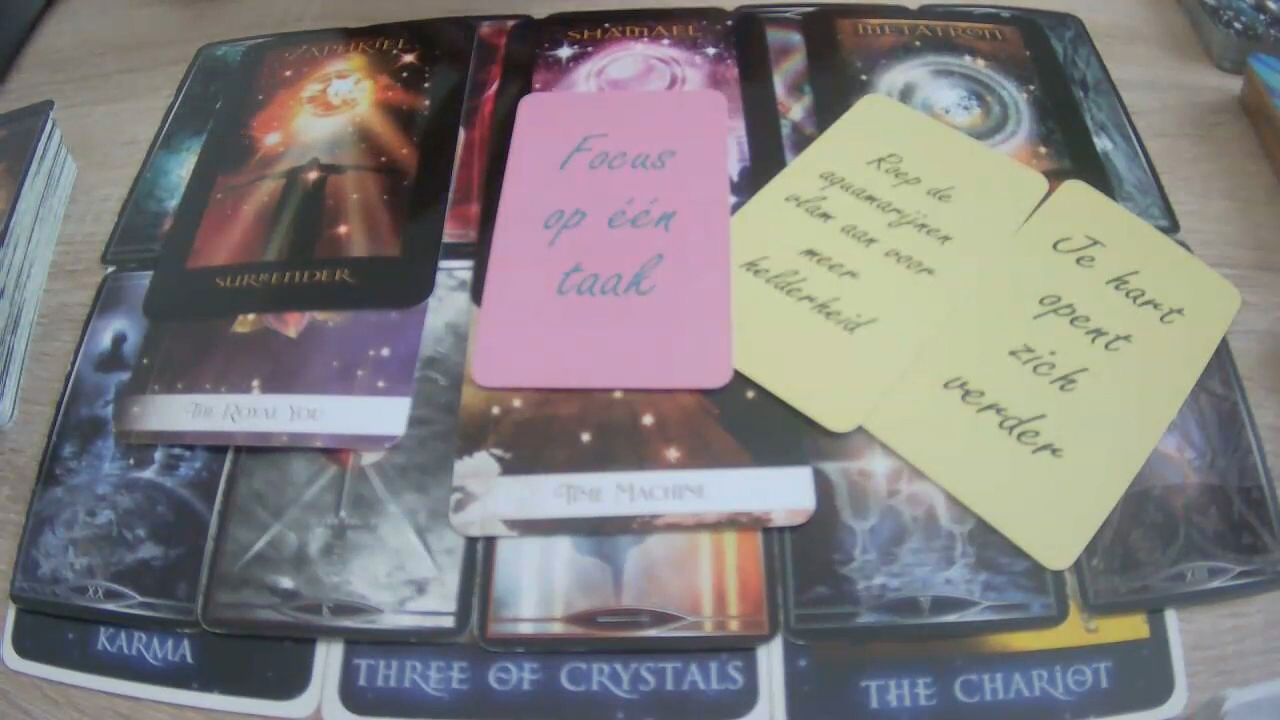 ZAPHKIEL
SHAMAEL
METATRON
SURRENDER
Focus
op één
taak
Roep de
aquamarijnen
vlam aan voor
meer
helderheid
Je hart
opent
zich
verder
THE ROYAL YOU
TIME MACHINE
XX
X
V
KARMA
THREE OF CRYSTALS
THE CHARIOT